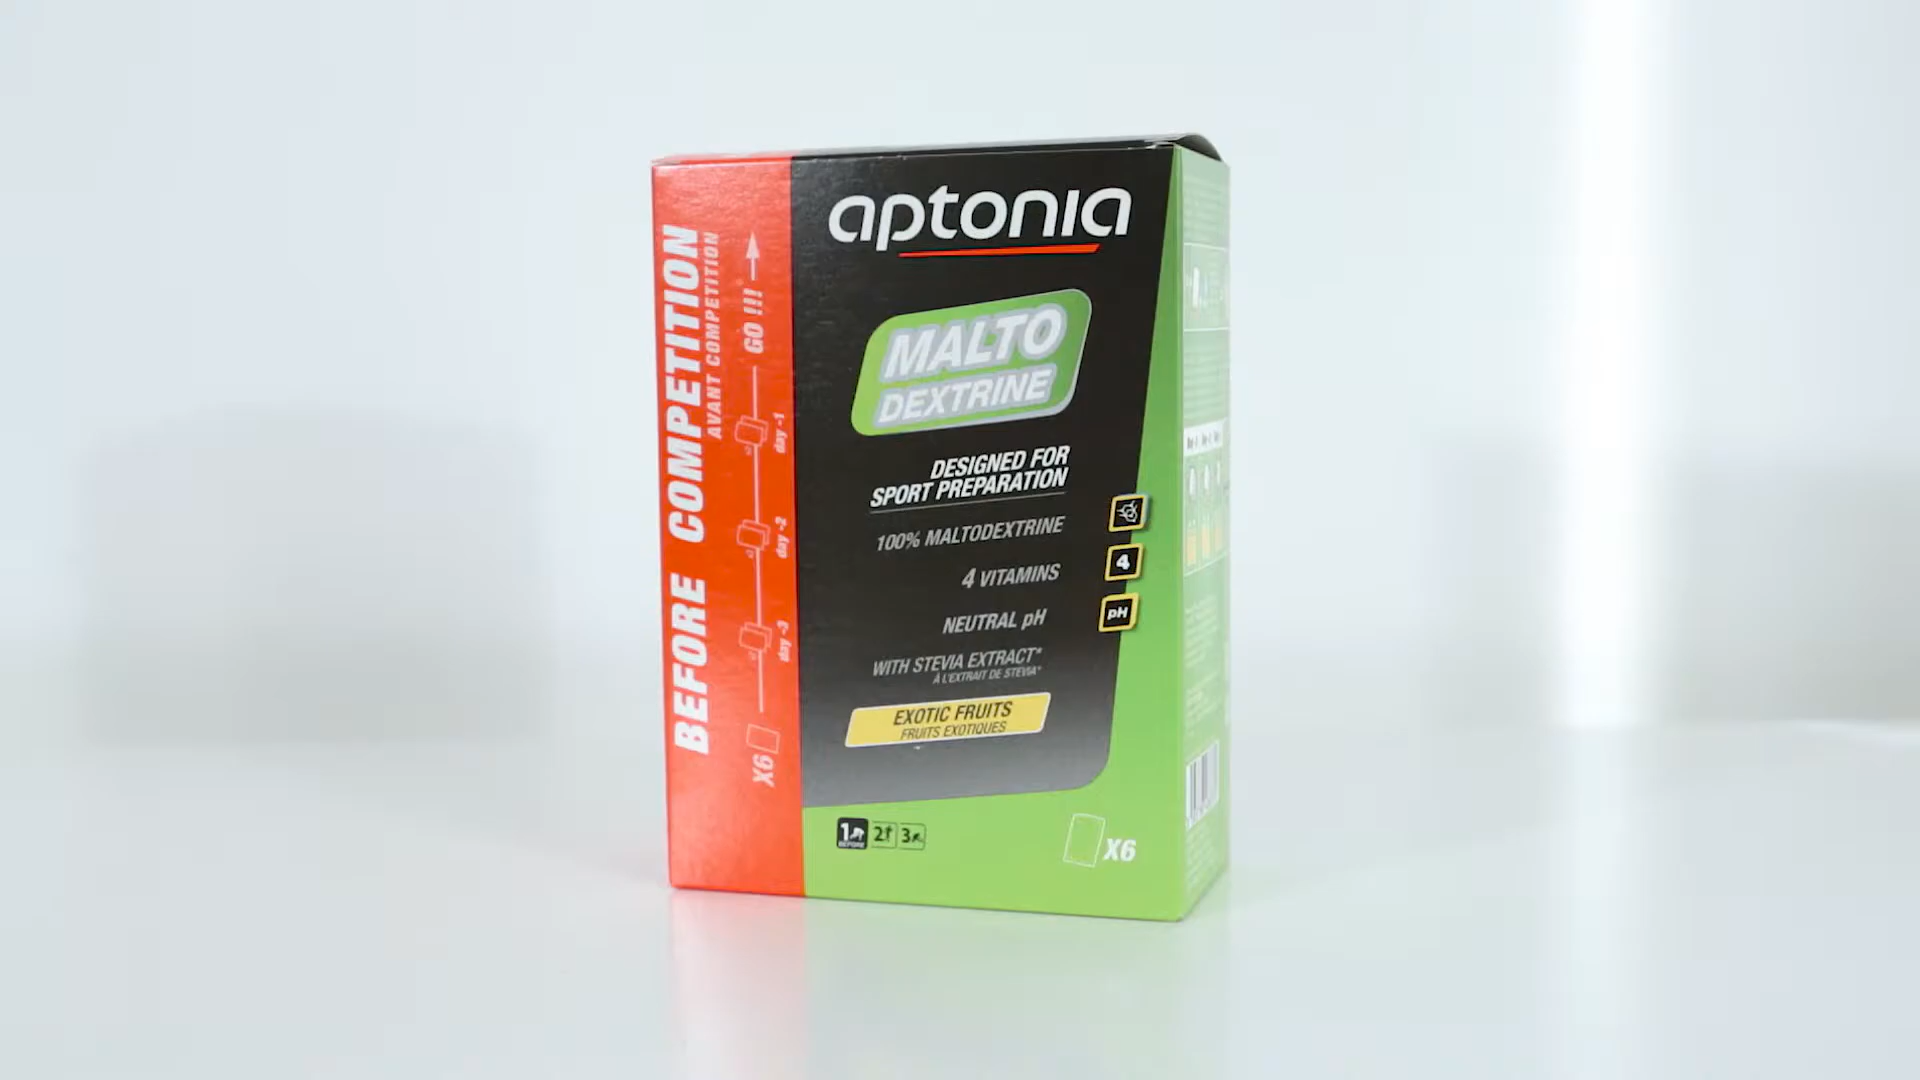 BEFORE COMPETITION
AVANT COMPETITION
GO !!!
day -1
day -2
day -3
X6
aptonia
MALTO
DEXTRINE
DESIGNED FOR
SPORT PREPARATION
100% MALTODEXTRINE
4 VITAMINS
4
NEUTRAL pH
pH
WITH STEVIA EXTRACT*
À L'EXTRAIT DE STEVIA*
EXOTIC FRUITS
FRUITS EXOTIQUES
1 2 3
BEFORE
X6